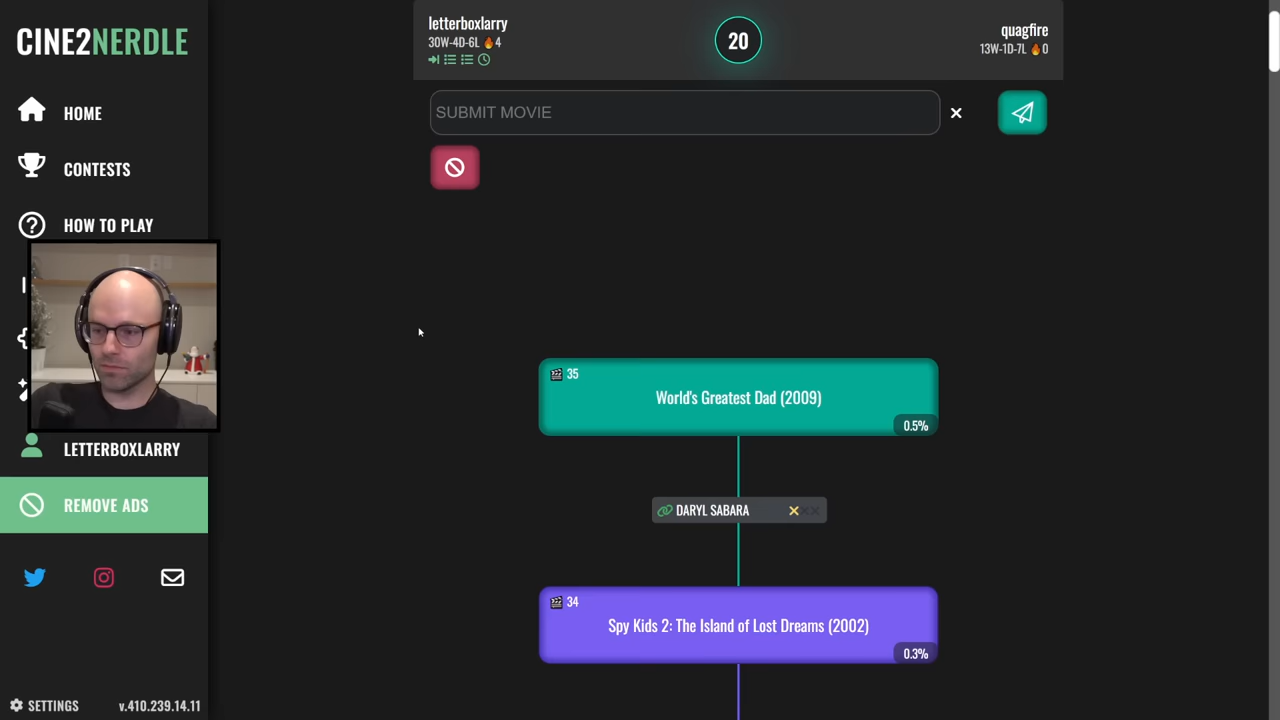 CINE2NERDLE
HOME
CONTESTS
HOW TO PLAY
LETTERBOXLARRY
REMOVE ADS
SETTINGS
v.410.239.14.11
letterboxlarry
30W-4D-6L 🔥4
20
quagfire
13W-1D-7L 🔥0
SUBMIT MOVIE
35
World's Greatest Dad (2009)
0.5%
DARYL SABARA
34
Spy Kids 2: The Island of Lost Dreams (2002)
0.3%